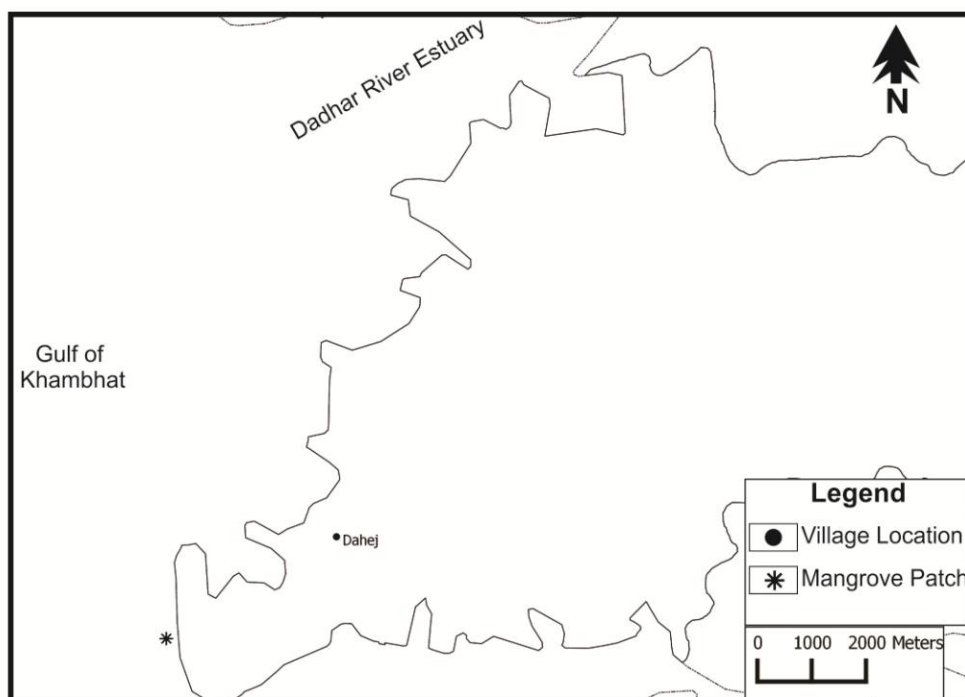 Dadhar River Estuary
N
Gulf of
Khambhat
Dahej
Legend
Village Location
Mangrove Patch
0 1000 2000 Meters